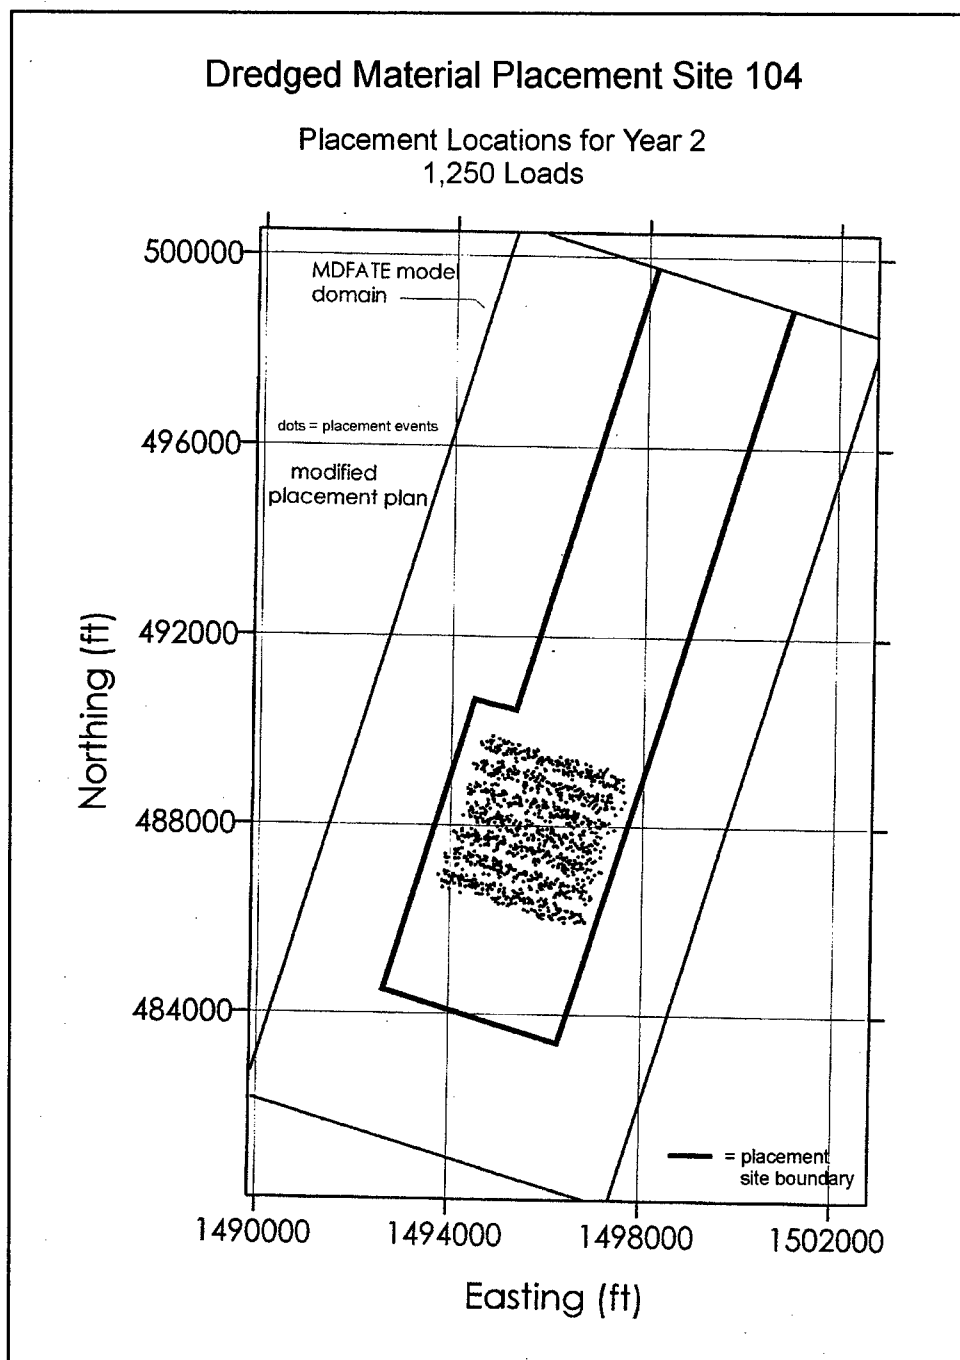 Dredged Material Placement Site 104
Placement Locations for Year 2
1,250 Loads
500000
MDFATE model
domain
dots = placement events
496000
modified
placement plan
492000
Northing (ft)
488000
484000
= placement
site boundary
1490000
1494000
1498000
1502000
Easting (ft)